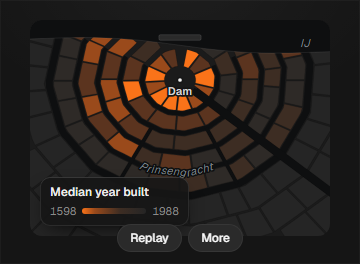 IJ
Dam
Prinsengracht
Median year built
1598 1988
Replay More